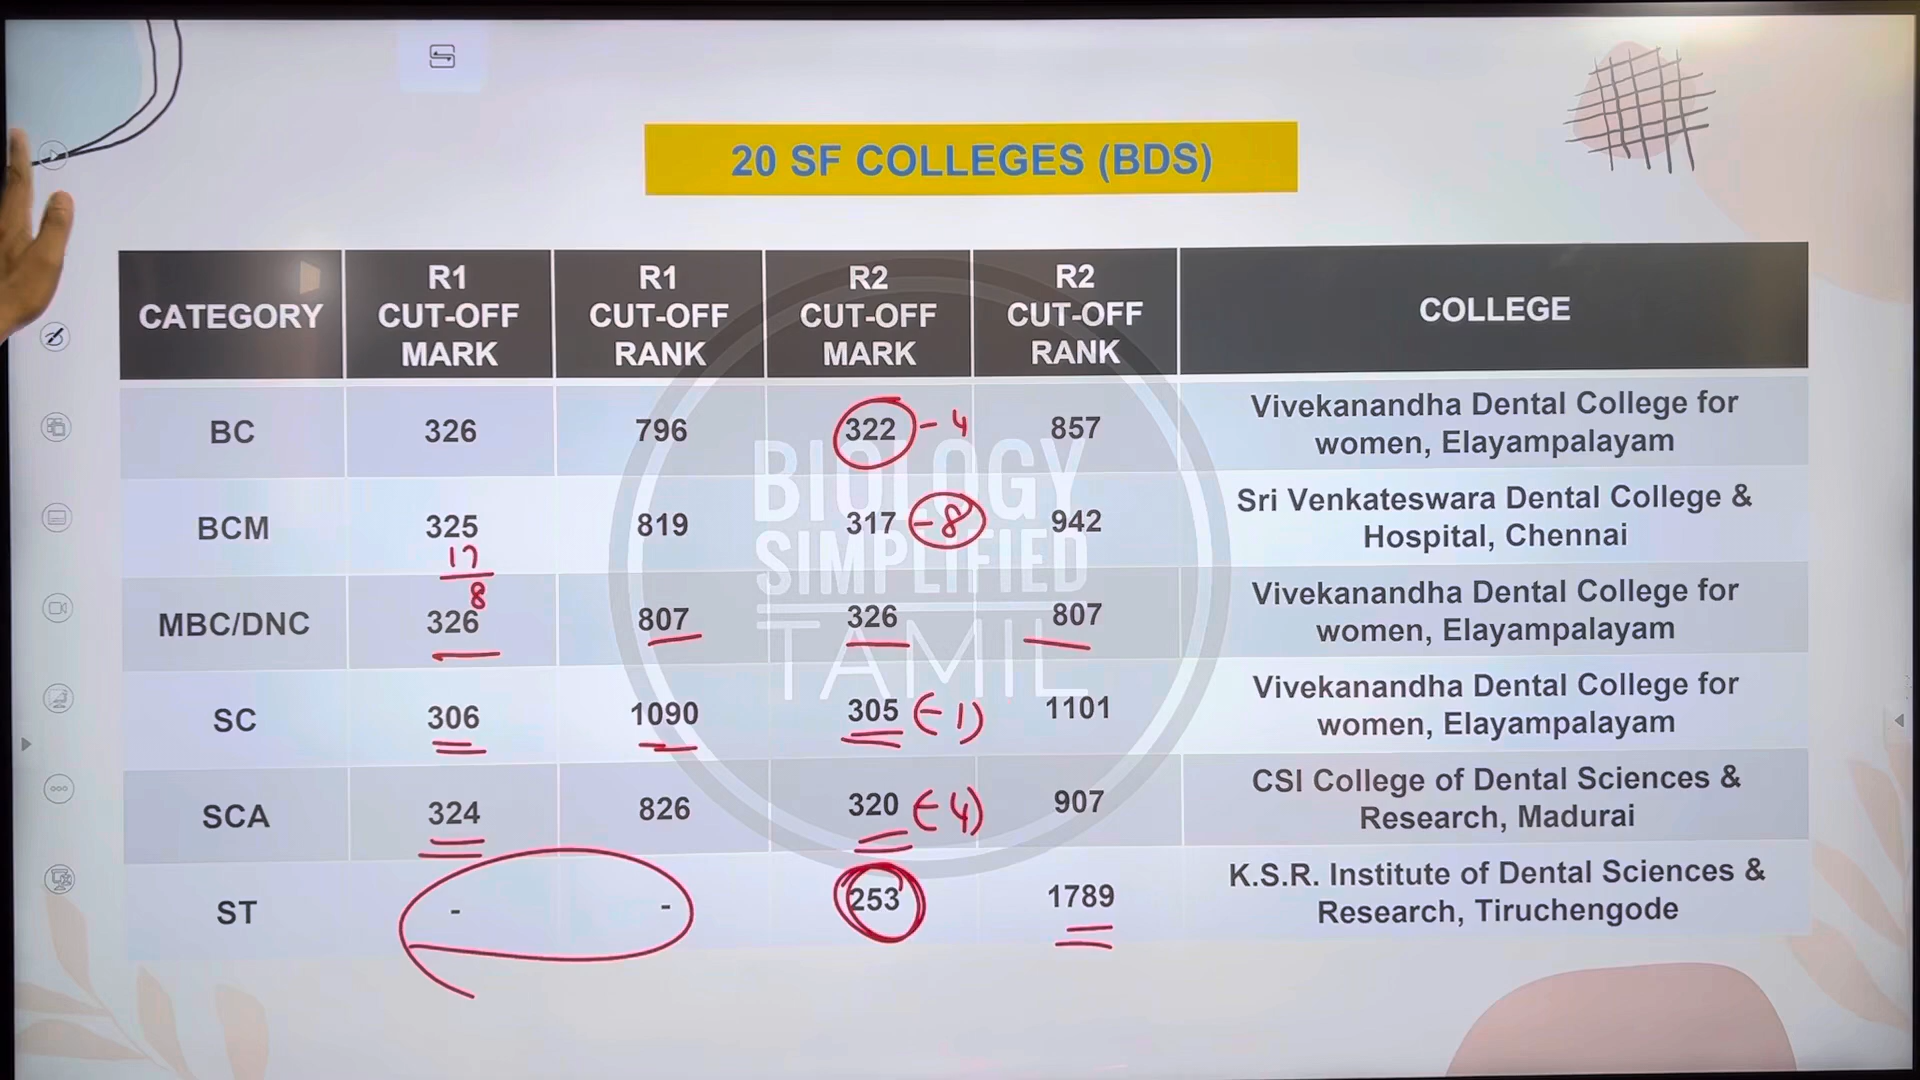 20 SF COLLEGES (BDS)
CATEGORY
R1
CUT-OFF
MARK
R1
CUT-OFF
RANK
R2
CUT-OFF
MARK
R2
CUT-OFF
RANK
COLLEGE
BC
326
796
322
-4
857
Vivekanandha Dental College for
women, Elayampalayam
BCM
325
17
8
819
317
-8
942
Sri Venkateswara Dental College &
Hospital, Chennai
MBC/DNC
326
807
326
807
Vivekanandha Dental College for
women, Elayampalayam
SC
306
1090
305
(-1)
1101
Vivekanandha Dental College for
women, Elayampalayam
SCA
324
826
320
(-4)
907
CSI College of Dental Sciences &
Research, Madurai
ST
-
-
253
1789
K.S.R. Institute of Dental Sciences &
Research, Tiruchengode
BIOLOGY
SIMPLIFIED
TAMIL